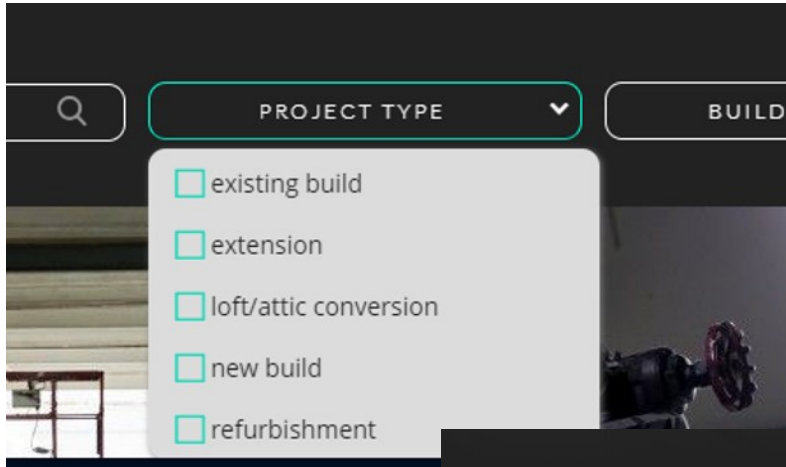 PROJECT TYPE
BUILD
existing build
extension
loft/attic conversion
new build
refurbishment